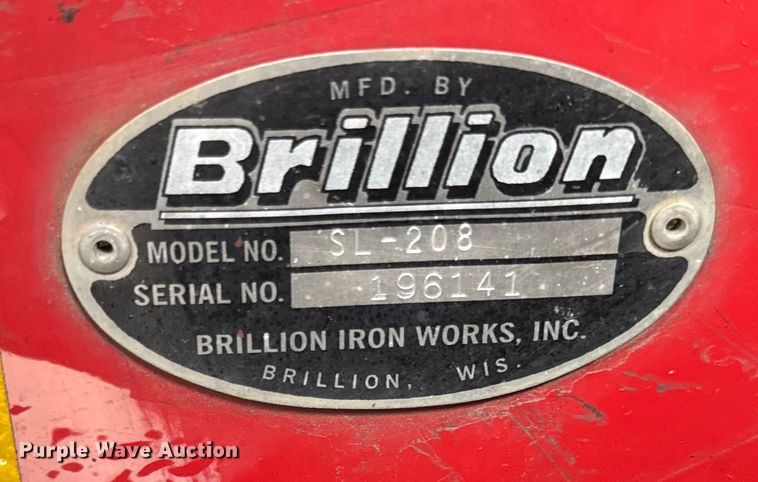 MFD. BY
Brillion
MODEL NO. SL-208
SERIAL NO. 196141
BRILLION IRON WORKS, INC.
BRILLION, WIS.
Purple Wave Auction